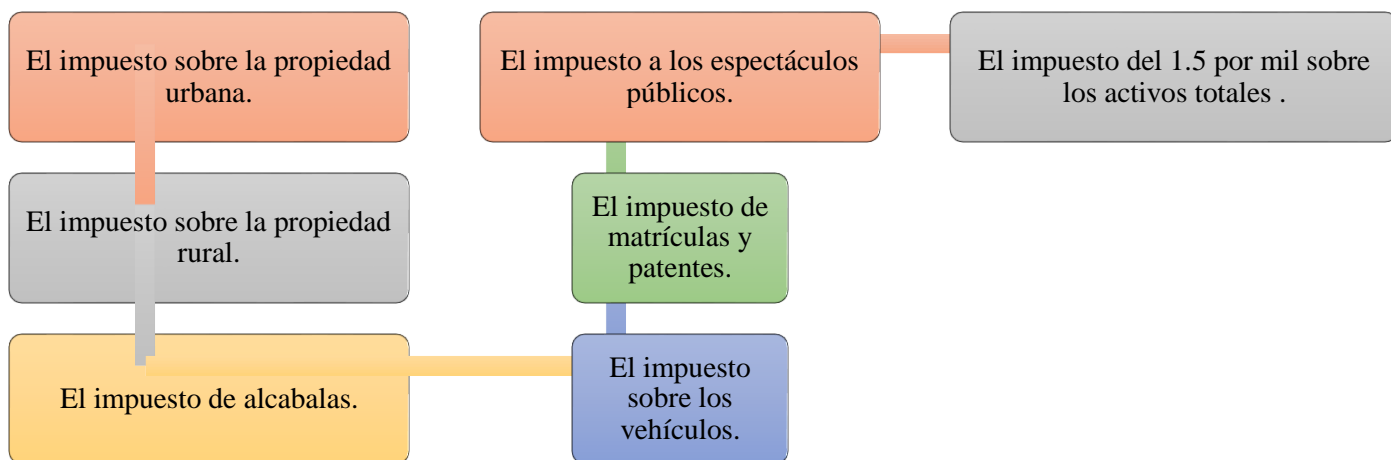 El impuesto sobre la propiedad
urbana.
El impuesto sobre la propiedad
rural.
El impuesto de alcabalas.
El impuesto
sobre los
vehículos.
El impuesto de
matrículas y
patentes.
El impuesto a los espectáculos
públicos.
El impuesto del 1.5 por mil sobre
los activos totales .